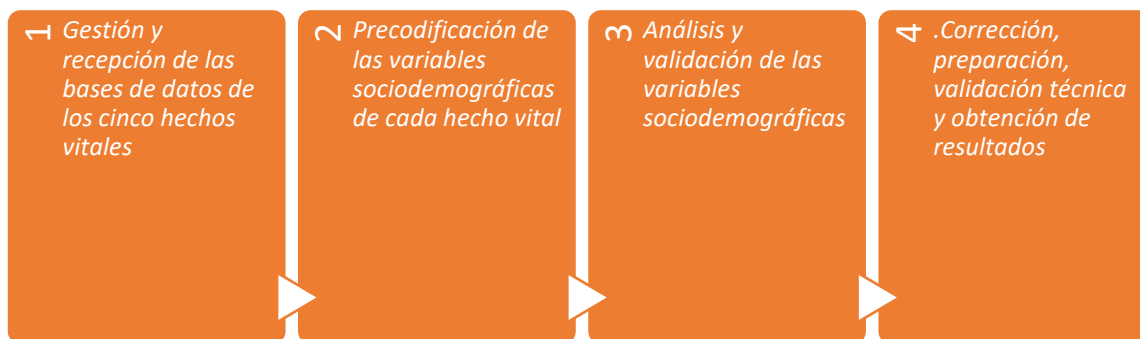 1
Gestión y
recepción de las
bases de datos de
los cinco hechos
vitales
2
Precodificación de
las variables
sociodemográficas
de cada hecho vital
3
Análisis y
validación de las
variables
sociodemográficas
4
.Corrección,
preparación,
validación técnica
y obtención de
resultados